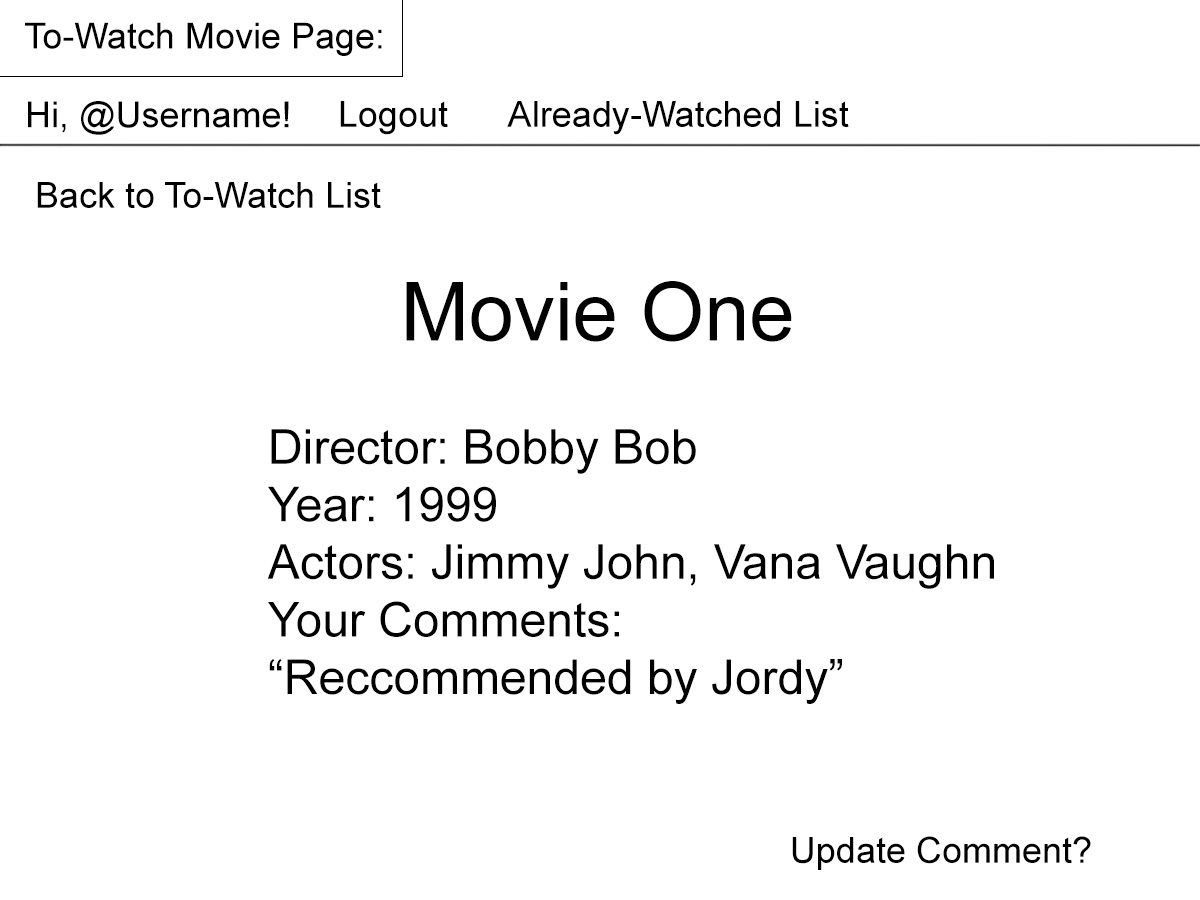 To-Watch Movie Page:
Hi, @Username! Logout Already-Watched List
Back to To-Watch List
Movie One
Director: Bobby Bob
Year: 1999
Actors: Jimmy John, Vana Vaughn
Your Comments:
“Reccommended by Jordy”
Update Comment?